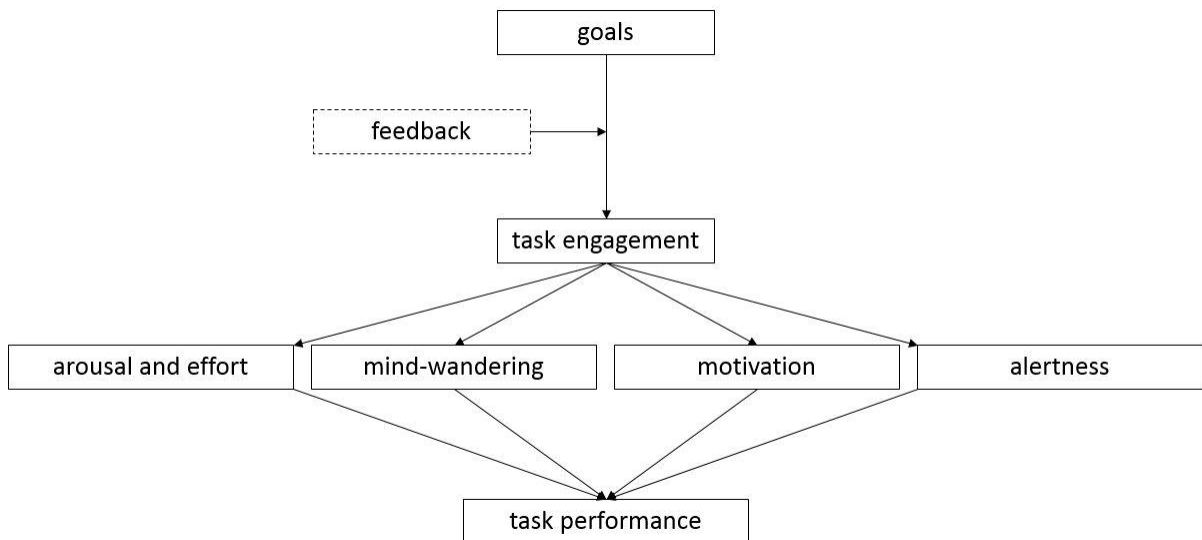 goals
feedback
task engagement
arousal and effort
mind-wandering
motivation
alertness
task performance